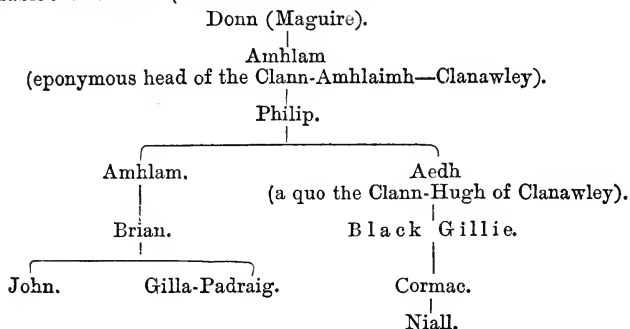 Donn (Maguire).
Amhlam
(eponymous head of the Clann-Amhlaimh—Clanawley).
Philip.
Amhlam. Aedh
(a quo the Clann-Hugh of Clanawley).
Brian. Black Gillie.
John. Gilla-Padraig. Cormac.
Niall.